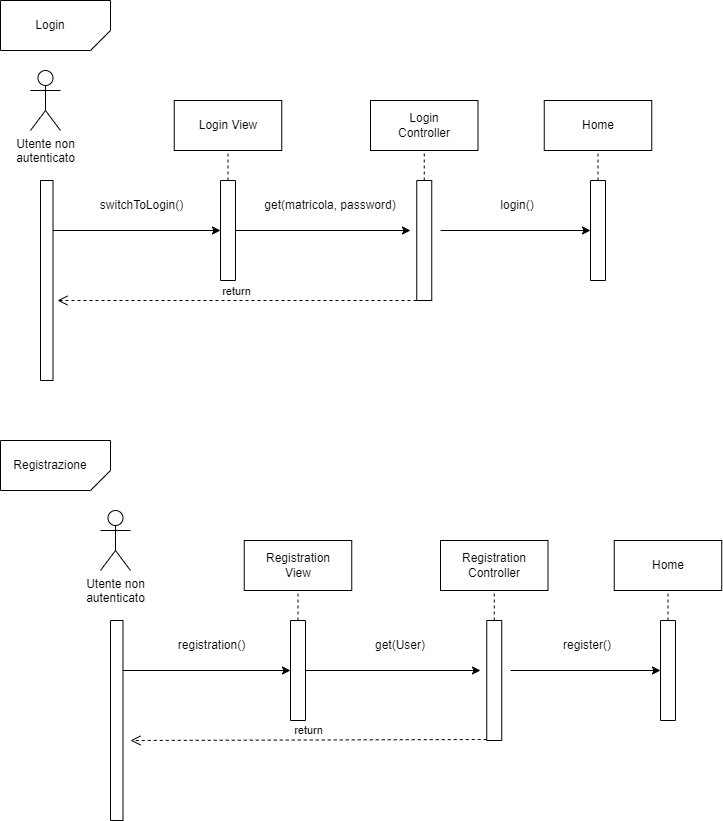 Login
Utente non
autenticato
Login View
Login
Controller
Home
switchToLogin()
get(matricola, password)
login()
return
Registrazione
Utente non
autenticato
Registration
View
Registration
Controller
Home
registration()
get(User)
register()
return